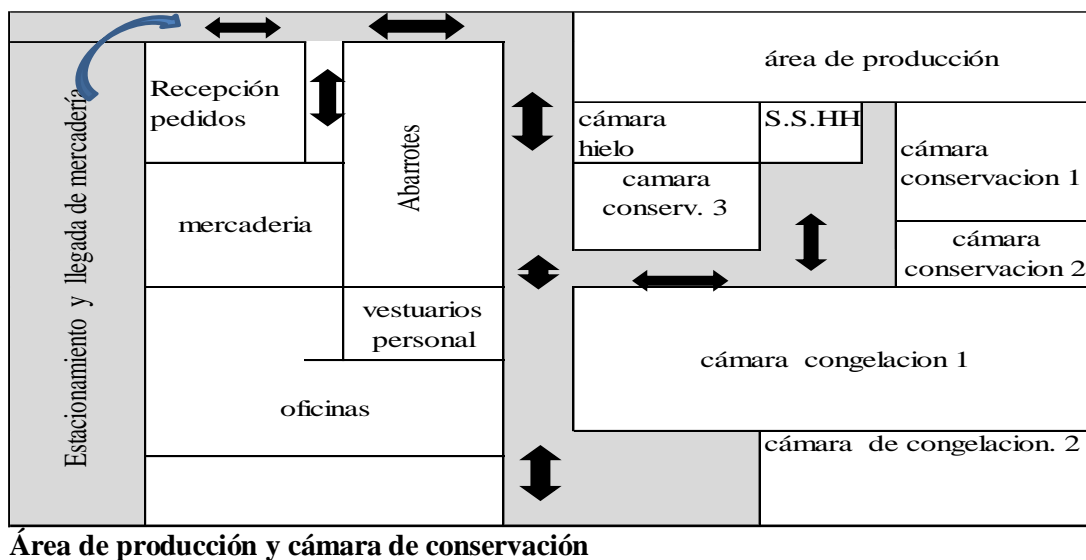 Estacionamiento y llegada de mercadería
Recepción
pedidos
mercaderia
Abarrotes
vestuarios
personal
oficinas
área de producción
cámara
hielo
S.S.HH
camara
conserv. 3
cámara
conservacion 1
cámara
conservacion 2
cámara congelacion 1
cámara de congelacion. 2
Área de producción y cámara de conservación